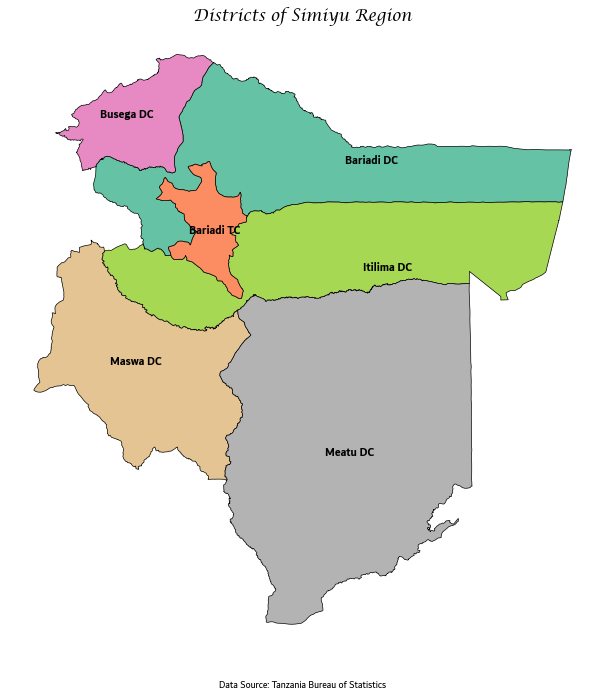 Districts of Simiyu Region
Busega DC
Bariadi DC
Bariadi TC
Itilima DC
Maswa DC
Meatu DC
Data Source: Tanzania Bureau of Statistics